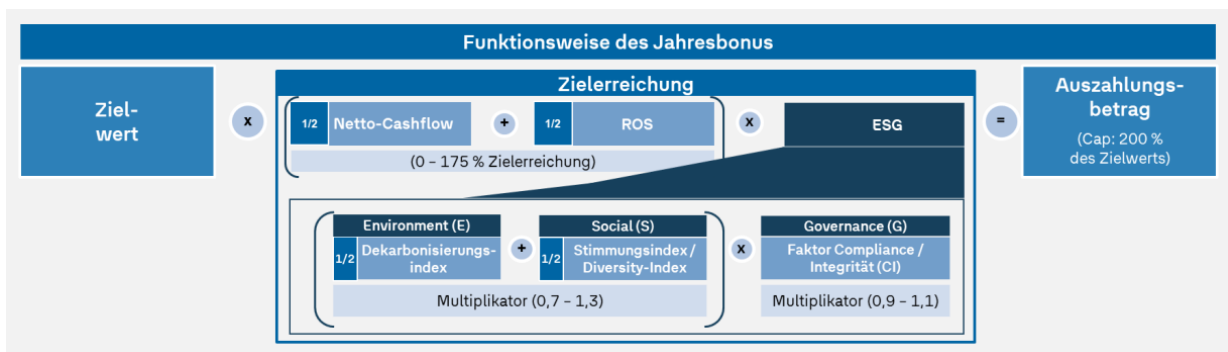 Funktionsweise des Jahresbonus
Ziel-
wert
x
Zielerreichung
1/2 Netto-Cashflow + 1/2 ROS x ESG
(0 – 175 % Zielerreichung)
=
Auszahlungs-
betrag
(Cap: 200 %
des Zielwerts)
Environment (E)
1/2 Dekarbonisierungs-
index
+
Social (S)
1/2 Stimmungsindex /
Diversity-Index
Multiplikator (0,7 – 1,3)
x
Governance (G)
Faktor Compliance /
Integrität (CI)
Multiplikator (0,9 – 1,1)